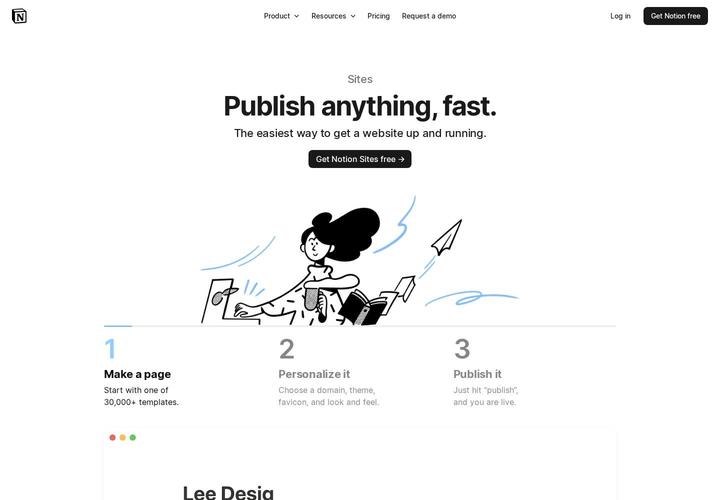 N
Product
Resources
Pricing
Request a demo
Log in
Get Notion free
Sites
Publish anything, fast.
The easiest way to get a website up and running.
Get Notion Sites free →
1
Make a page
Start with one of
30,000+ templates.
2
Personalize it
Choose a domain, theme,
favicon, and look and feel.
3
Publish it
Just hit "publish",
and you are live.
Lee Desig